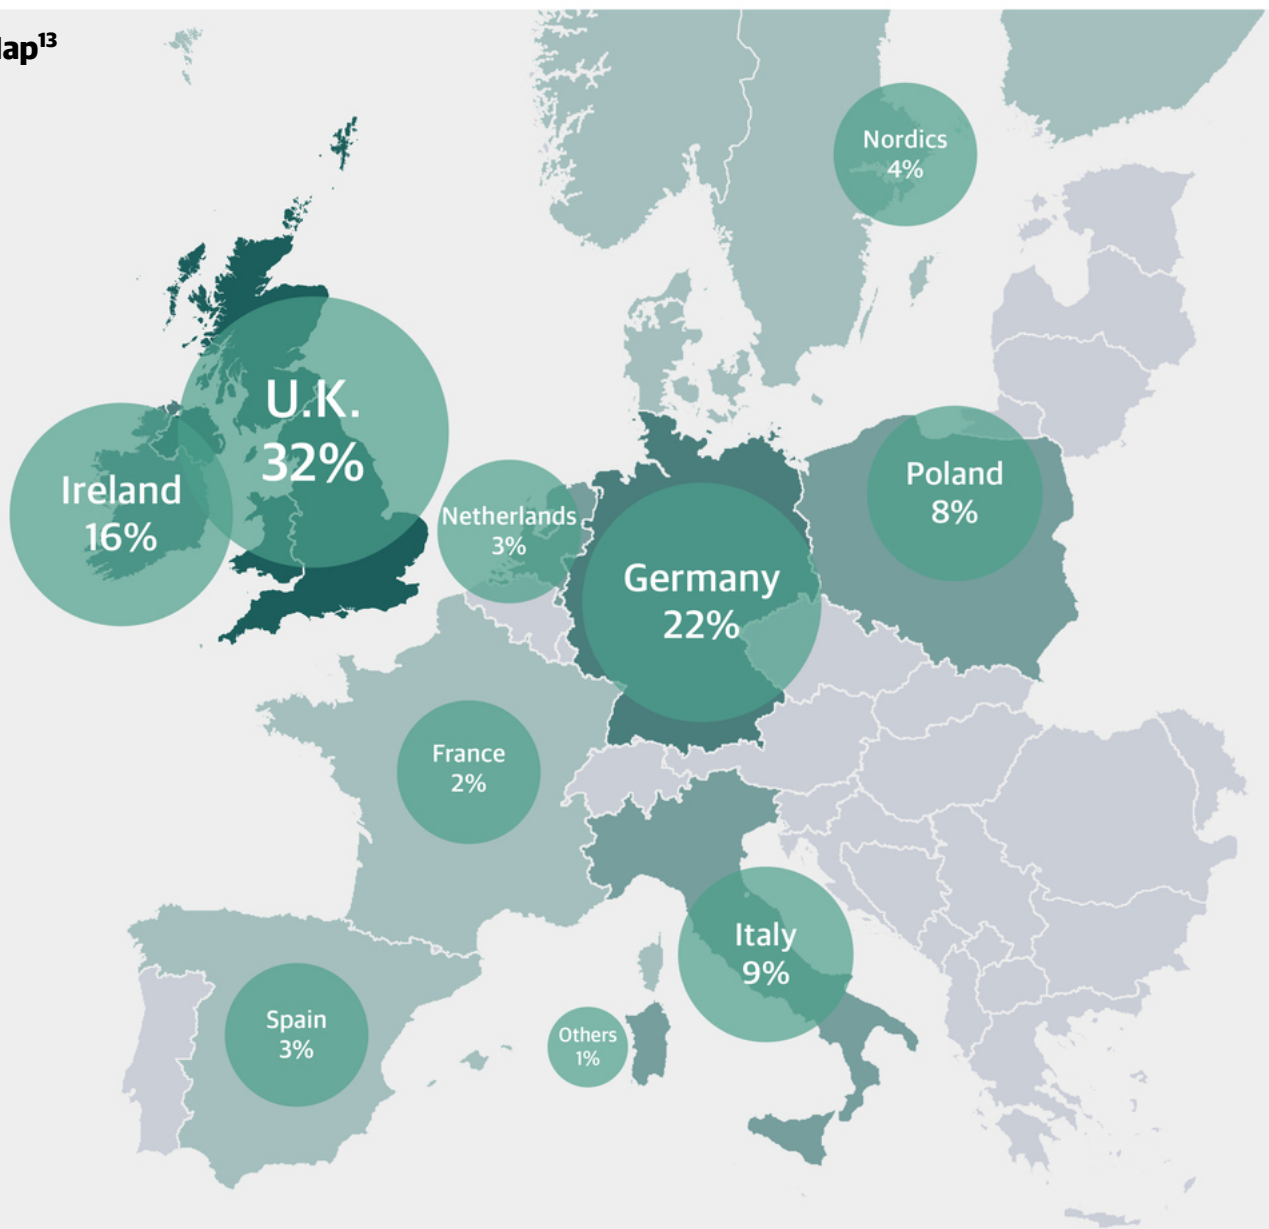 ap13
Nordics
4%
U.K.
32%
Ireland
16%
Netherlands
3%
Poland
8%
Germany
22%
France
2%
Italy
9%
Spain
3%
Others
1%